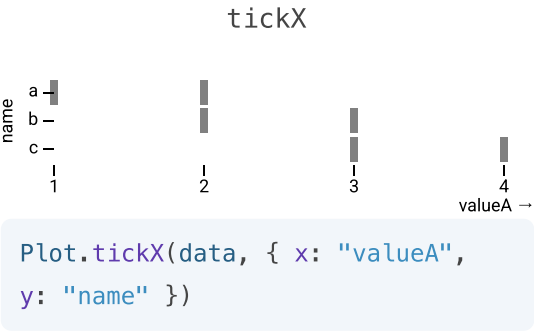 tickX
name
a
b
c
1 2 3 4
valueA →
Plot.tickX(data, { x: "valueA",
y: "name" })